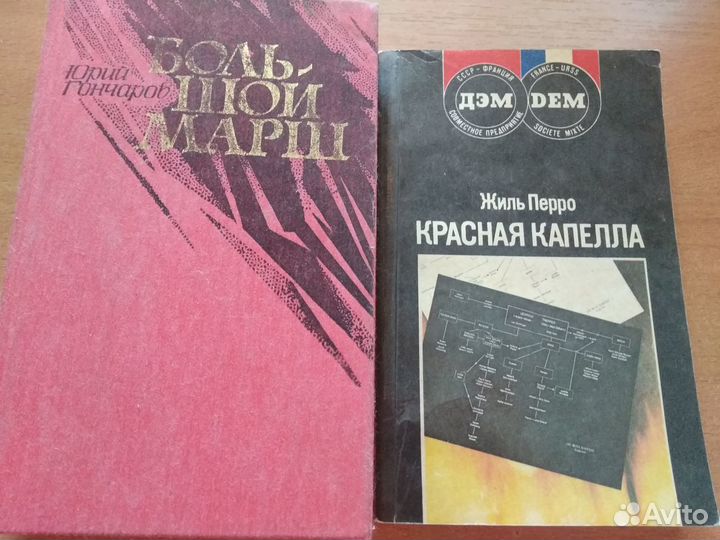 Юрий
Гончаров
БОЛЬ-
ШОЙ
МАРШ
СССР - ФРАНЦИЯ
ДЭМ
СОВМЕСТНОЕ ПРЕДПРИЯТИЕ
FRANCE - URSS
DEM
SOCIETE MIXTE
Жиль Перро
КРАСНАЯ КАПЕЛЛА
Avito